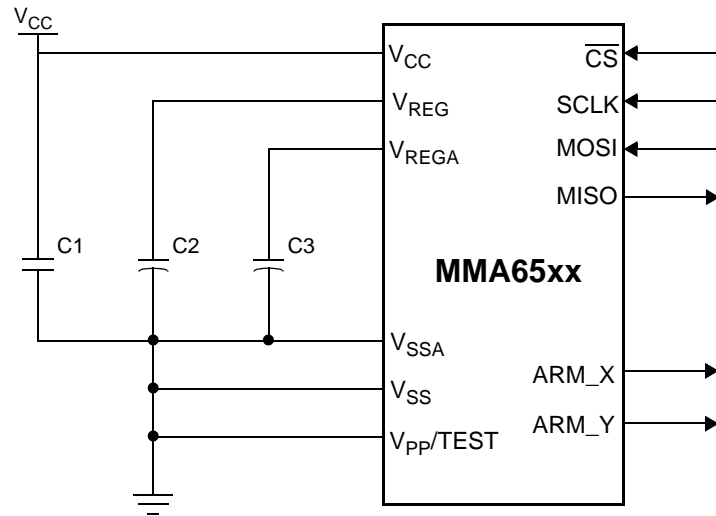 VCC
VCC
CS
VREG
SCLK
VREGA
MOSI
MISO
C1
C2
C3
MMA65xx
VSSA
ARM_X
VSS
ARM_Y
VPP/TEST